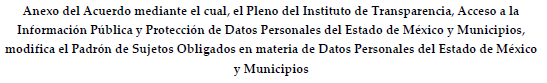 Anexo del Acuerdo mediante el cual, el Pleno del Instituto de Transparencia, Acceso a la
Información Pública y Protección de Datos Personales del Estado de México y Municipios,
modifica el Padrón de Sujetos Obligados en materia de Datos Personales del Estado de México
y Municipios